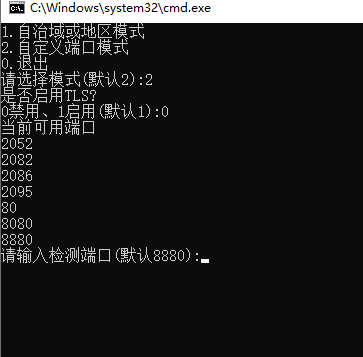 C:\Windows\system32\cmd.exe
1.自治域或地区模式
2.自定义端口模式
0.退出
请选择模式(默认2):2
是否启用TLS?
0禁用、1启用(默认1):0
当前可用端口
2052
2082
2086
2095
80
8080
8880
请输入检测端口(默认8880):